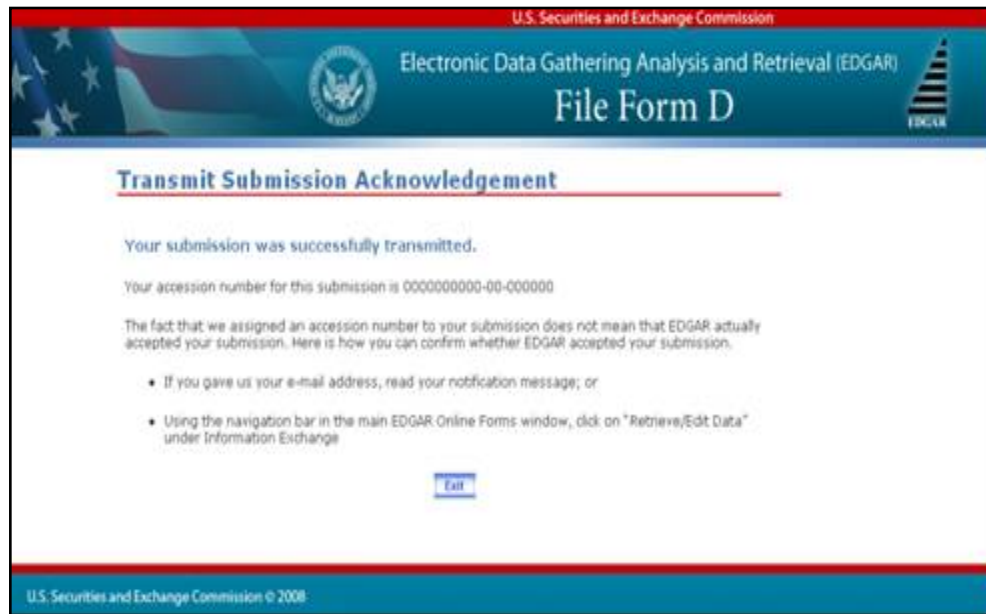 U.S. Securities and Exchange Commission
Electronic Data Gathering Analysis and Retrieval (EDGAR)
File Form D
EDGAR
Transmit Submission Acknowledgement
Your submission was successfully transmitted.
Your accession number for this submission is 0000000000-00-000000
The fact that we assigned an accession number to your submission does not mean that EDGAR actually
accepted your submission. Here is how you can confirm whether EDGAR accepted your submission.
• If you gave us your e-mail address, read your notification message; or
• Using the navigation bar in the main EDGAR Online Forms window, click on "Retrieve/Edit Data"
under Information Exchange
Exit
U.S. Securities and Exchange Commission © 2008